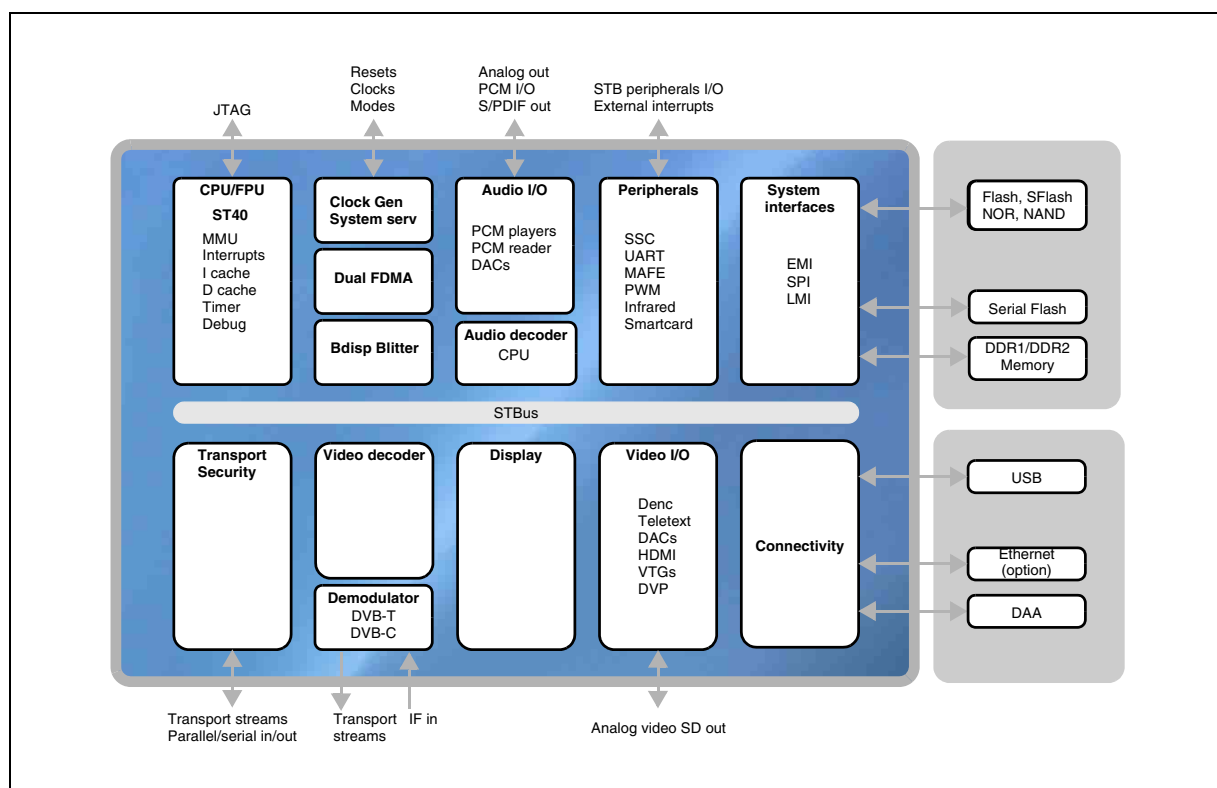 Resets
Clocks
Modes
Analog out
PCM I/O
S/PDIF out
STB peripherals I/O
External interrupts
JTAG
CPU/FPU
ST40
MMU
Interrupts
I cache
D cache
Timer
Debug
Clock Gen
System serv
Dual FDMA
Bdisp Blitter
Audio I/O
PCM players
PCM reader
DACs
Audio decoder
CPU
Peripherals
SSC
UART
MAFE
PWM
Infrared
Smartcard
System
interfaces
EMI
SPI
LMI
Flash, SFlash
NOR, NAND
Serial Flash
DDR1/DDR2
Memory
STBus
Transport
Security
Video decoder
Demodulator
DVB-T
DVB-C
Display
Video I/O
Denc
Teletext
DACs
HDMI
VTGs
DVP
Connectivity
USB
Ethernet
(option)
DAA
Transport streams
Parallel/serial in/out
Transport
streams
IF in
Analog video SD out